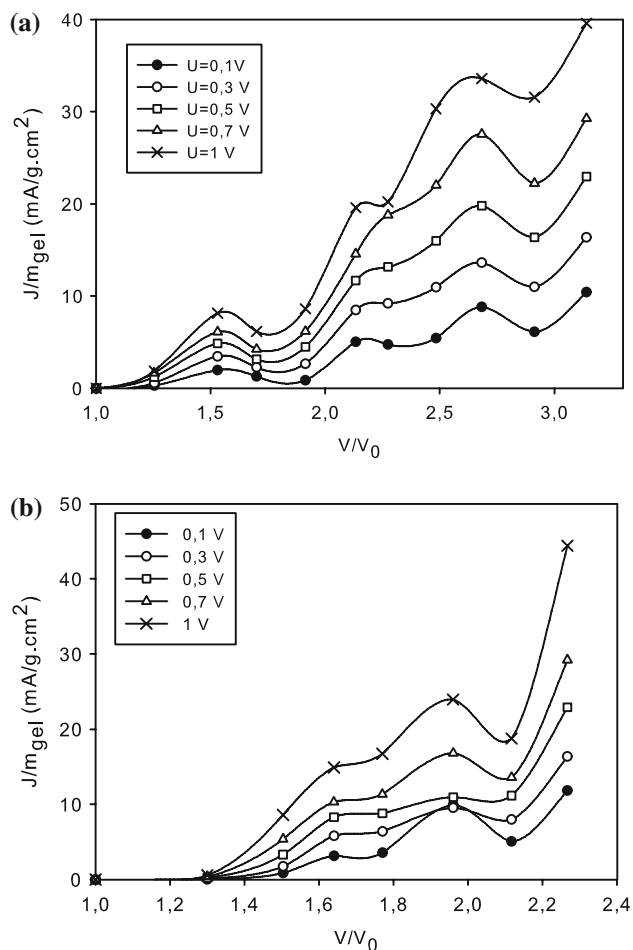 (a)
40
30
20
10
0
J/mgel (mA/g.cm2)
U=0,1V
U=0,3 V
U=0,5 V
U=0,7 V
U=1 V
1,0 1,5 2,0 2,5 3,0
V/V0
(b)
50
40
30
20
10
0
J/mgel (mA/g.cm2)
0,1 V
0,3 V
0,5 V
0,7 V
1 V
1,0 1,2 1,4 1,6 1,8 2,0 2,2 2,4
V/V0